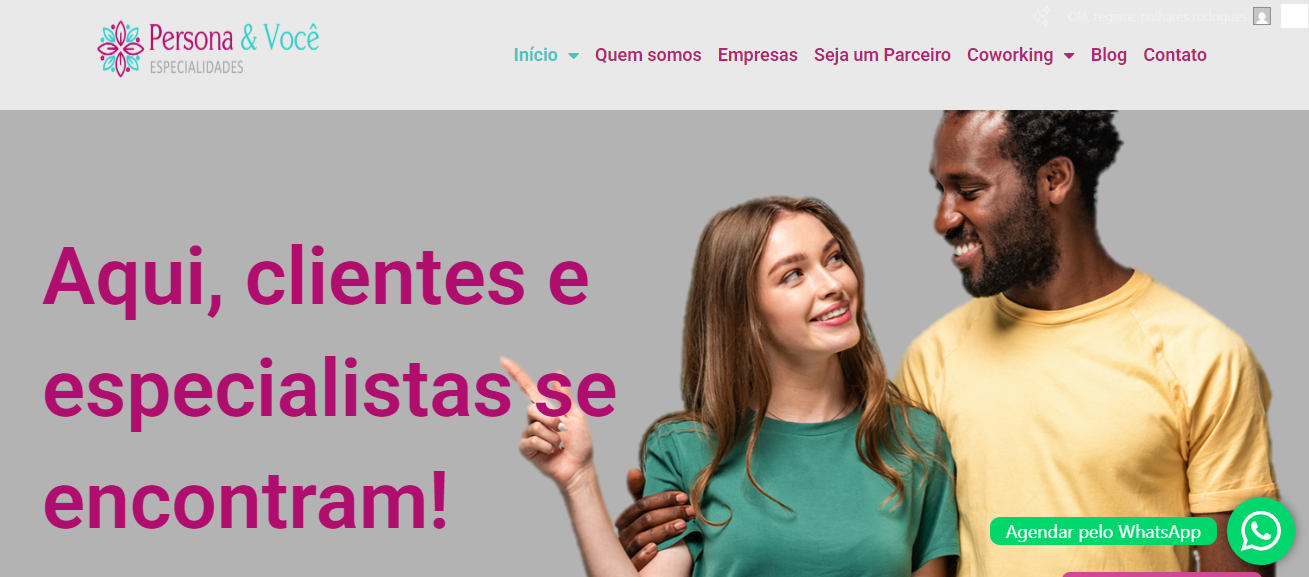 Olá, regiane palhares rodrigues
Persona & Você
ESPECIALIDADES
Início Quem somos Empresas Seja um Parceiro Coworking Blog Contato
Aqui, clientes e
especialistas se
encontram!
Agendar pelo WhatsApp